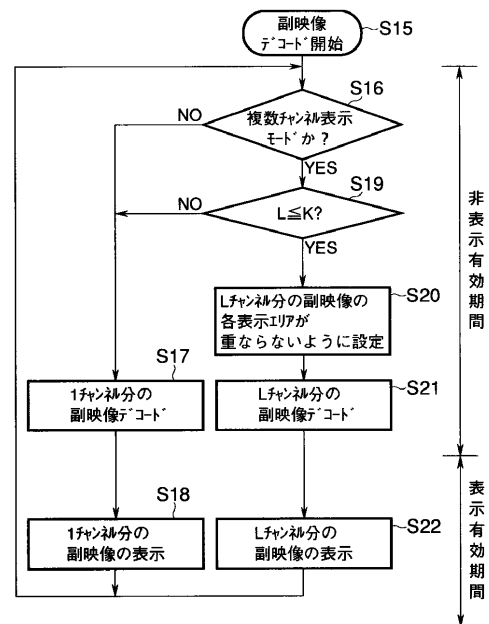 副映像
ﾃﾞｺｰﾄﾞ開始
S15
S16
複数ﾁｬﾝﾈﾙ表示
ﾓｰﾄﾞか？
NO
YES
S19
L≦K?
NO
YES
S20
Lﾁｬﾝﾈﾙ分の副映像の
各表示ｴﾘｱが
重ならないように設定
S17
1ﾁｬﾝﾈﾙ分の
副映像ﾃﾞｺｰﾄﾞ
S21
Lﾁｬﾝﾈﾙ分の
副映像ﾃﾞｺｰﾄﾞ
S18
1ﾁｬﾝﾈﾙ分の
副映像の表示
S22
Lﾁｬﾝﾈﾙ分の
副映像の表示
非表示有効期間
表示有効期間